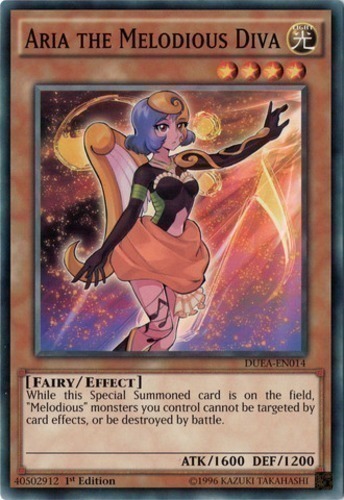 ARIA THE MELODIOUS DIVA
LIGHT
光
DUEA-EN014
[FAIRY/EFFECT]
While this Special Summoned card is on the field,
"Melodious" monsters you control cannot be targeted by
card effects, or be destroyed by battle.
ATK/1600 DEF/1200
40502912 1st Edition ©1996 KAZUKI TAKAHASHI